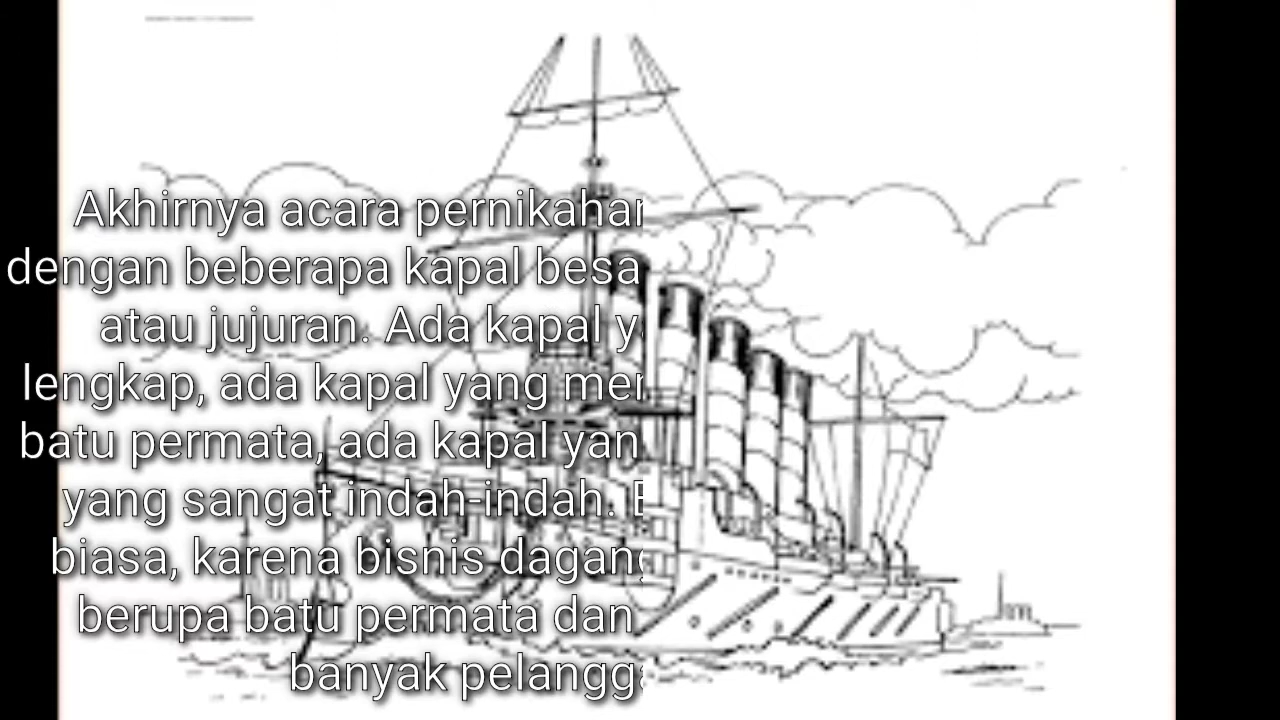 Akhirnya acara pernikahan
dengan beberapa kapal besa
atau jujuran. Ada kapal y
lengkap, ada kapal yang mer
batu permata, ada kapal yan
yang sangat indah-indah.
biasa, karena bisnis dagang
berupa batu permata dan
banyak pelangg